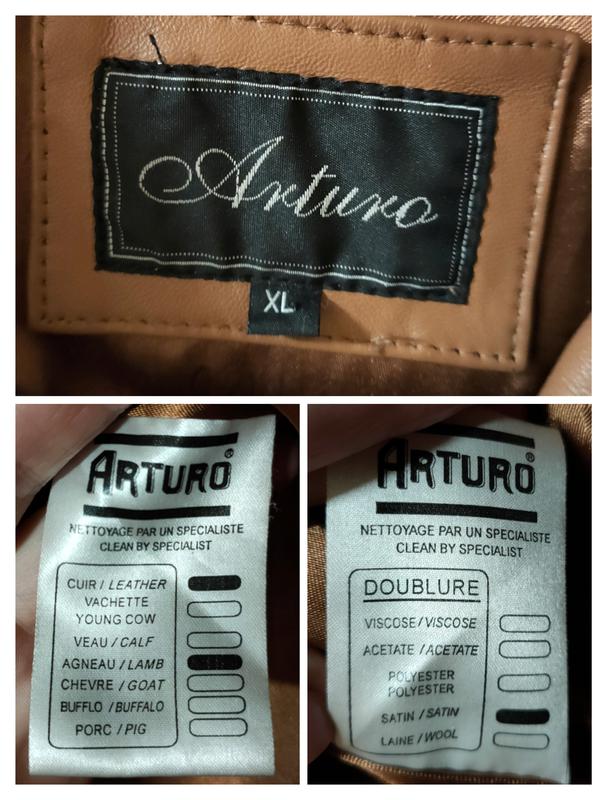 Arturo
XL
ARTURO®
NETTOYAGE PAR UN SPECIALISTE
CLEAN BY SPECIALIST
CUIR / LEATHER
VACHETTE
YOUNG COW
VEAU / CALF
AGNEAU / LAMB
CHEVRE / GOAT
BUFFLO / BUFFALO
PORC / PIG
ARTURO®
NETTOYAGE PAR UN SPECIALISTE
CLEAN BY SPECIALIST
DOUBLURE
VISCOSE / VISCOSE
ACETATE / ACETATE
POLYESTER
POLYESTER
SATIN / SATIN
LAINE / WOOL